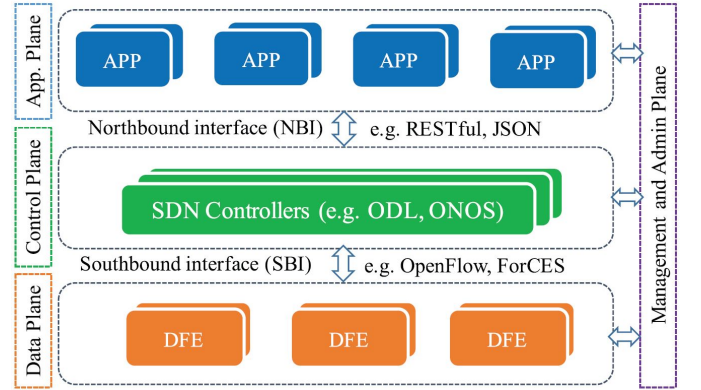 App. Plane
APP
APP
APP
APP
Northbound interface (NBI)
e.g. RESTful, JSON
Control Plane
SDN Controllers (e.g. ODL, ONOS)
Southbound interface (SBI)
e.g. OpenFlow, ForCES
Data Plane
DFE
DFE
DFE
Management and Admin Plane